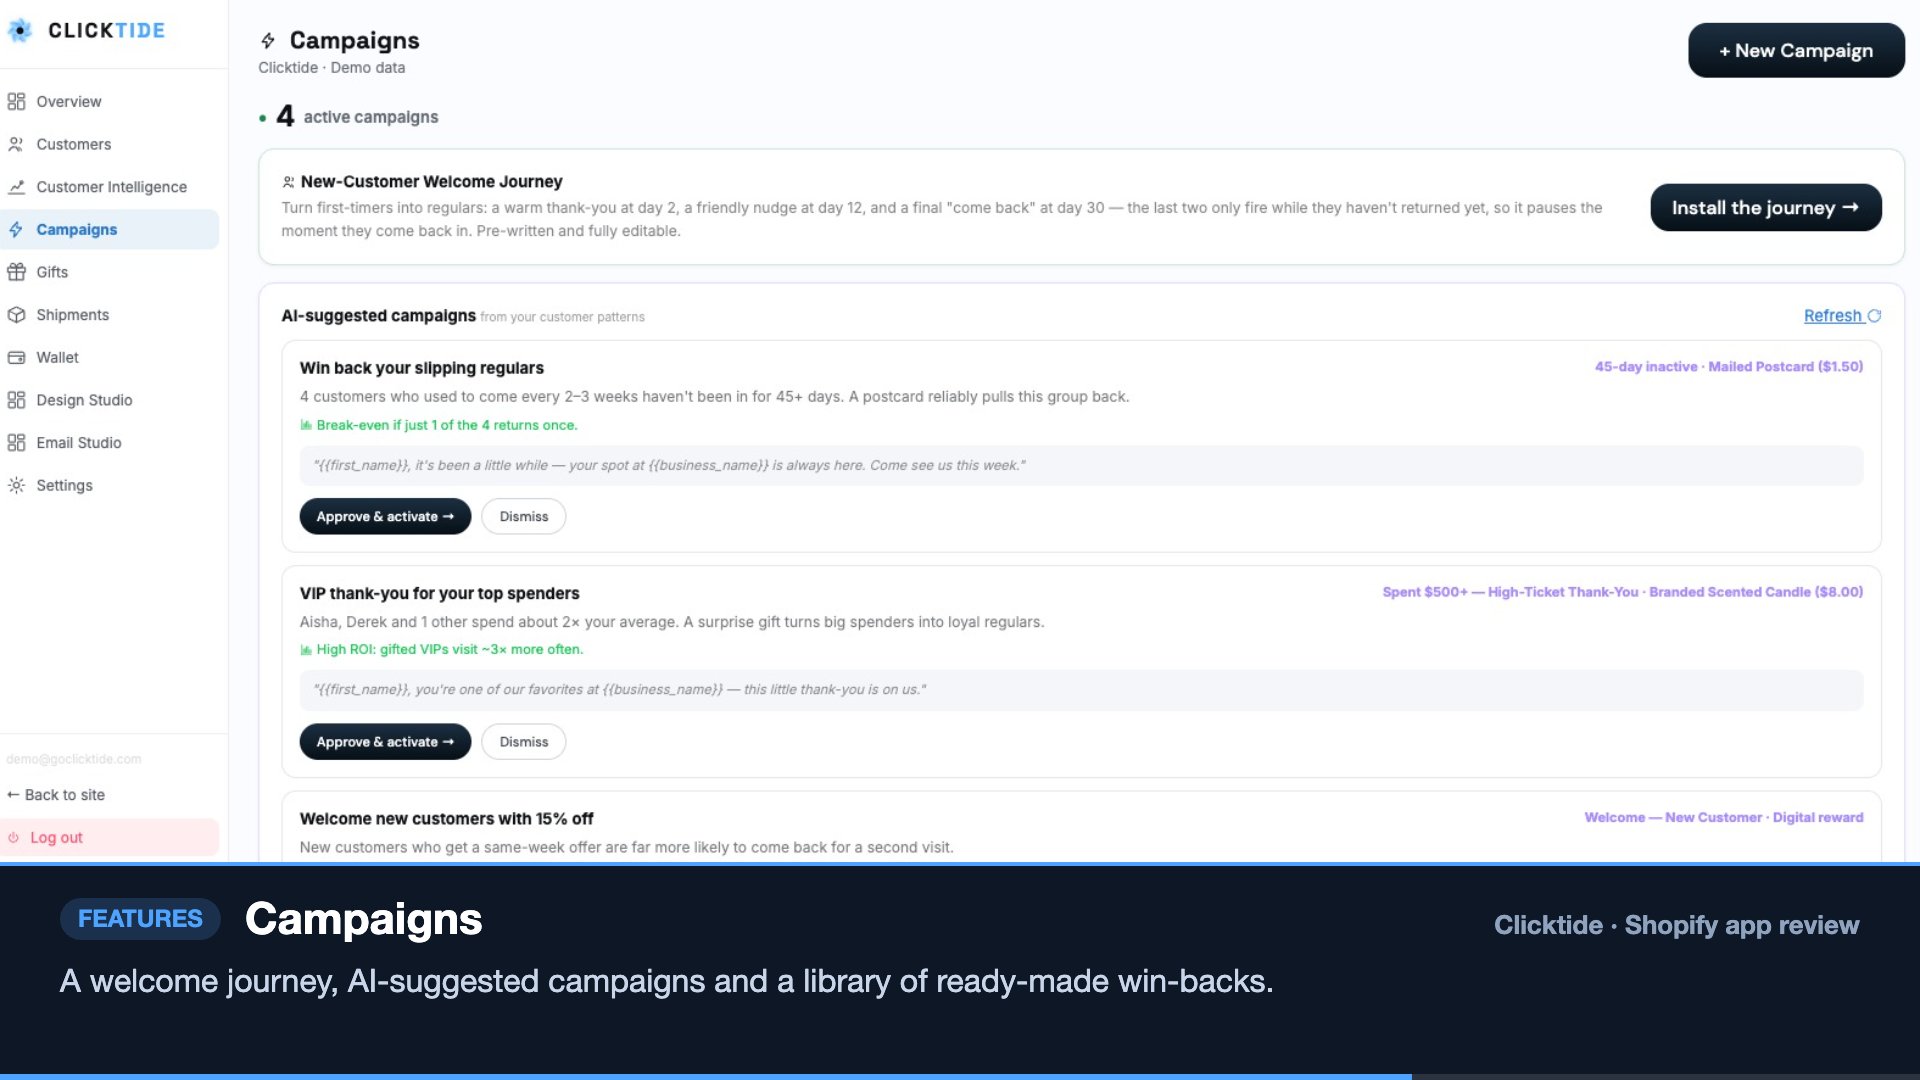 CLICKTIDE
Overview
Customers
Customer Intelligence
Campaigns
Gifts
Shipments
Wallet
Design Studio
Email Studio
Settings
demo@goclicktide.com
← Back to site
Log out
Campaigns
Clicktide · Demo data
+ New Campaign
4 active campaigns
New-Customer Welcome Journey
Turn first-timers into regulars: a warm thank-you at day 2, a friendly nudge at day 12, and a final "come back" at day 30 — the last two only fire while they haven't returned yet, so it pauses the
moment they come back in. Pre-written and fully editable.
Install the journey →
AI-suggested campaigns from your customer patterns
Refresh
Win back your slipping regulars
45-day inactive · Mailed Postcard ($1.50)
4 customers who used to come every 2–3 weeks haven't been in for 45+ days. A postcard reliably pulls this group back.
Break-even if just 1 of the 4 returns once.
"{{first_name}}, it's been a little while — your spot at {{business_name}} is always here. Come see us this week."
Approve & activate →
Dismiss
VIP thank-you for your top spenders
Spent $500+ — High-Ticket Thank-You · Branded Scented Candle ($8.00)
Aisha, Derek and 1 other spend about 2× your average. A surprise gift turns big spenders into loyal regulars.
High ROI: gifted VIPs visit ~3× more often.
"{{first_name}}, you're one of our favorites at {{business_name}} — this little thank-you is on us."
Approve & activate →
Dismiss
Welcome new customers with 15% off
Welcome — New Customer · Digital reward
New customers who get a same-week offer are far more likely to come back for a second visit.
FEATURES
Campaigns
Clicktide · Shopify app review
A welcome journey, AI-suggested campaigns and a library of ready-made win-backs.